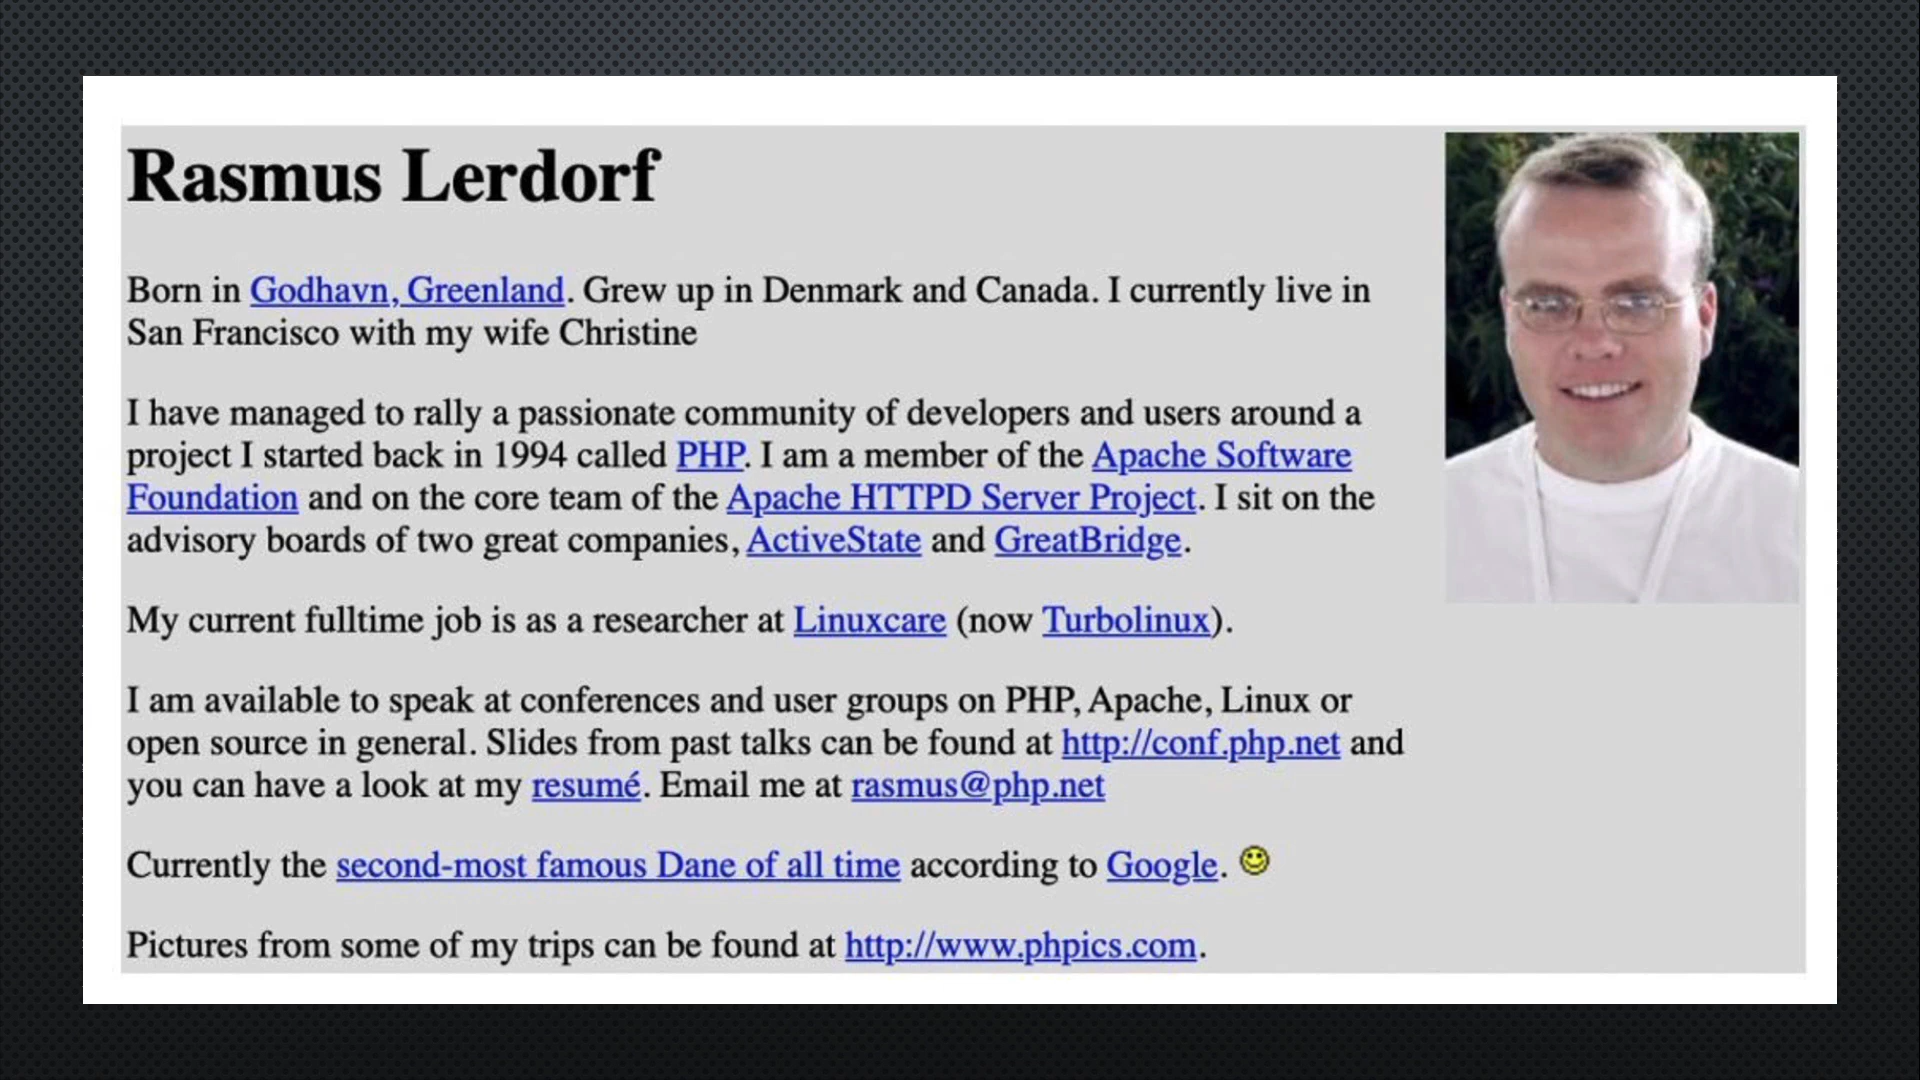 Rasmus Lerdorf
Born in Godhavn, Greenland. Grew up in Denmark and Canada. I currently live in
San Francisco with my wife Christine
I have managed to rally a passionate community of developers and users around a
project I started back in 1994 called PHP. I am a member of the Apache Software
Foundation and on the core team of the Apache HTTPD Server Project. I sit on the
advisory boards of two great companies, ActiveState and GreatBridge.
My current fulltime job is as a researcher at Linuxcare (now Turbolinux).
I am available to speak at conferences and user groups on PHP, Apache, Linux or
open source in general. Slides from past talks can be found at http://conf.php.net and
you can have a look at my resumé. Email me at rasmus@php.net
Currently the second-most famous Dane of all time according to Google.
Pictures from some of my trips can be found at http://www.phpics.com.